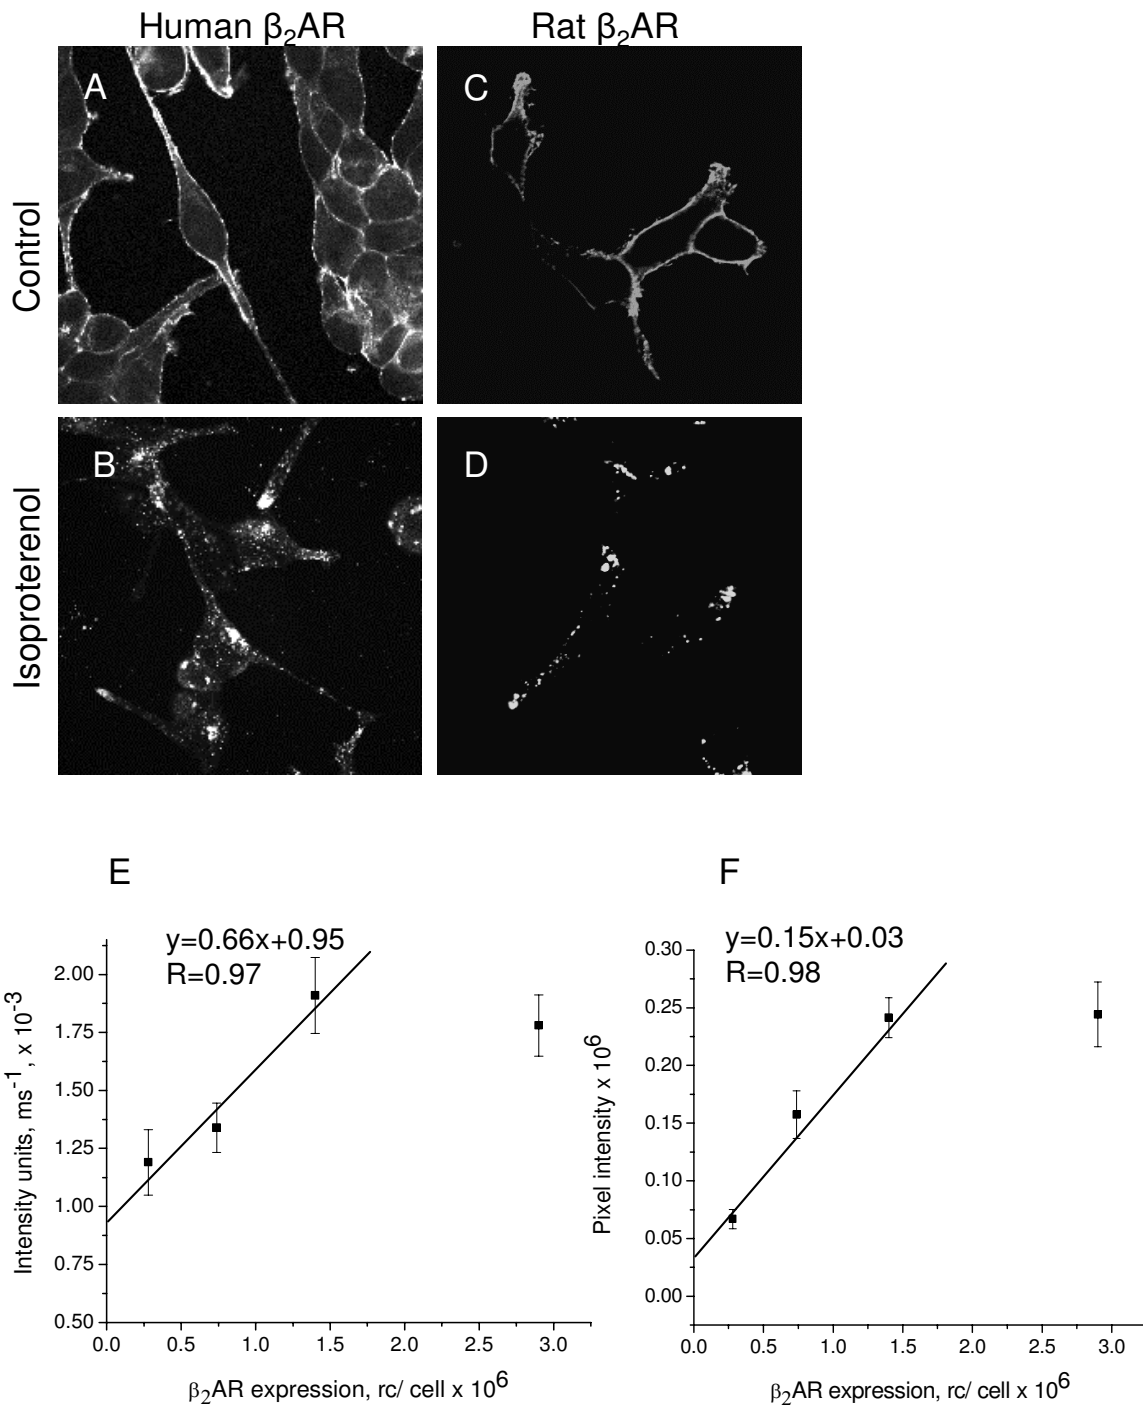 Human β₂AR
Rat β₂AR
Control
A
C
Isoproterenol
B
D
E
y=0.66x+0.95
R=0.97
Intensity units, ms⁻¹, x 10⁻³
2.00
1.75
1.50
1.25
1.00
0.75
0.50
0.0 0.5 1.0 1.5 2.0 2.5 3.0
β₂AR expression, rc/ cell x 10⁶
F
y=0.15x+0.03
R=0.98
Pixel intensity x 10⁶
0.30
0.25
0.20
0.15
0.10
0.05
0.00
0.0 0.5 1.0 1.5 2.0 2.5 3.0
β₂AR expression, rc/ cell x 10⁶